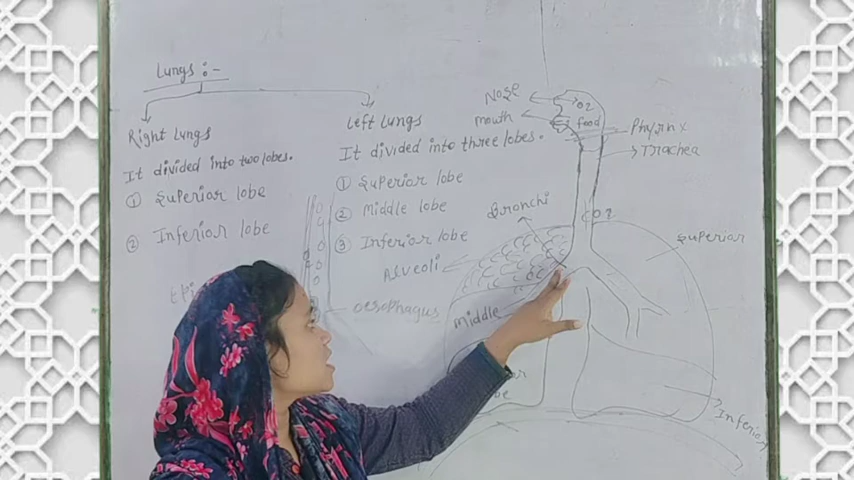 Lungs :-
Right Lungs
It divided into two lobes.
① Superior lobe
② Inferior lobe
Left Lungs
It divided into three lobes.
① Superior lobe
② Middle lobe
③ Inferior lobe
Oesophagus
Nose
mouth
O2
food
Phyrnx
Trachea
Bronchi
CO2
Alveoli
Superior
Middle
Inferior